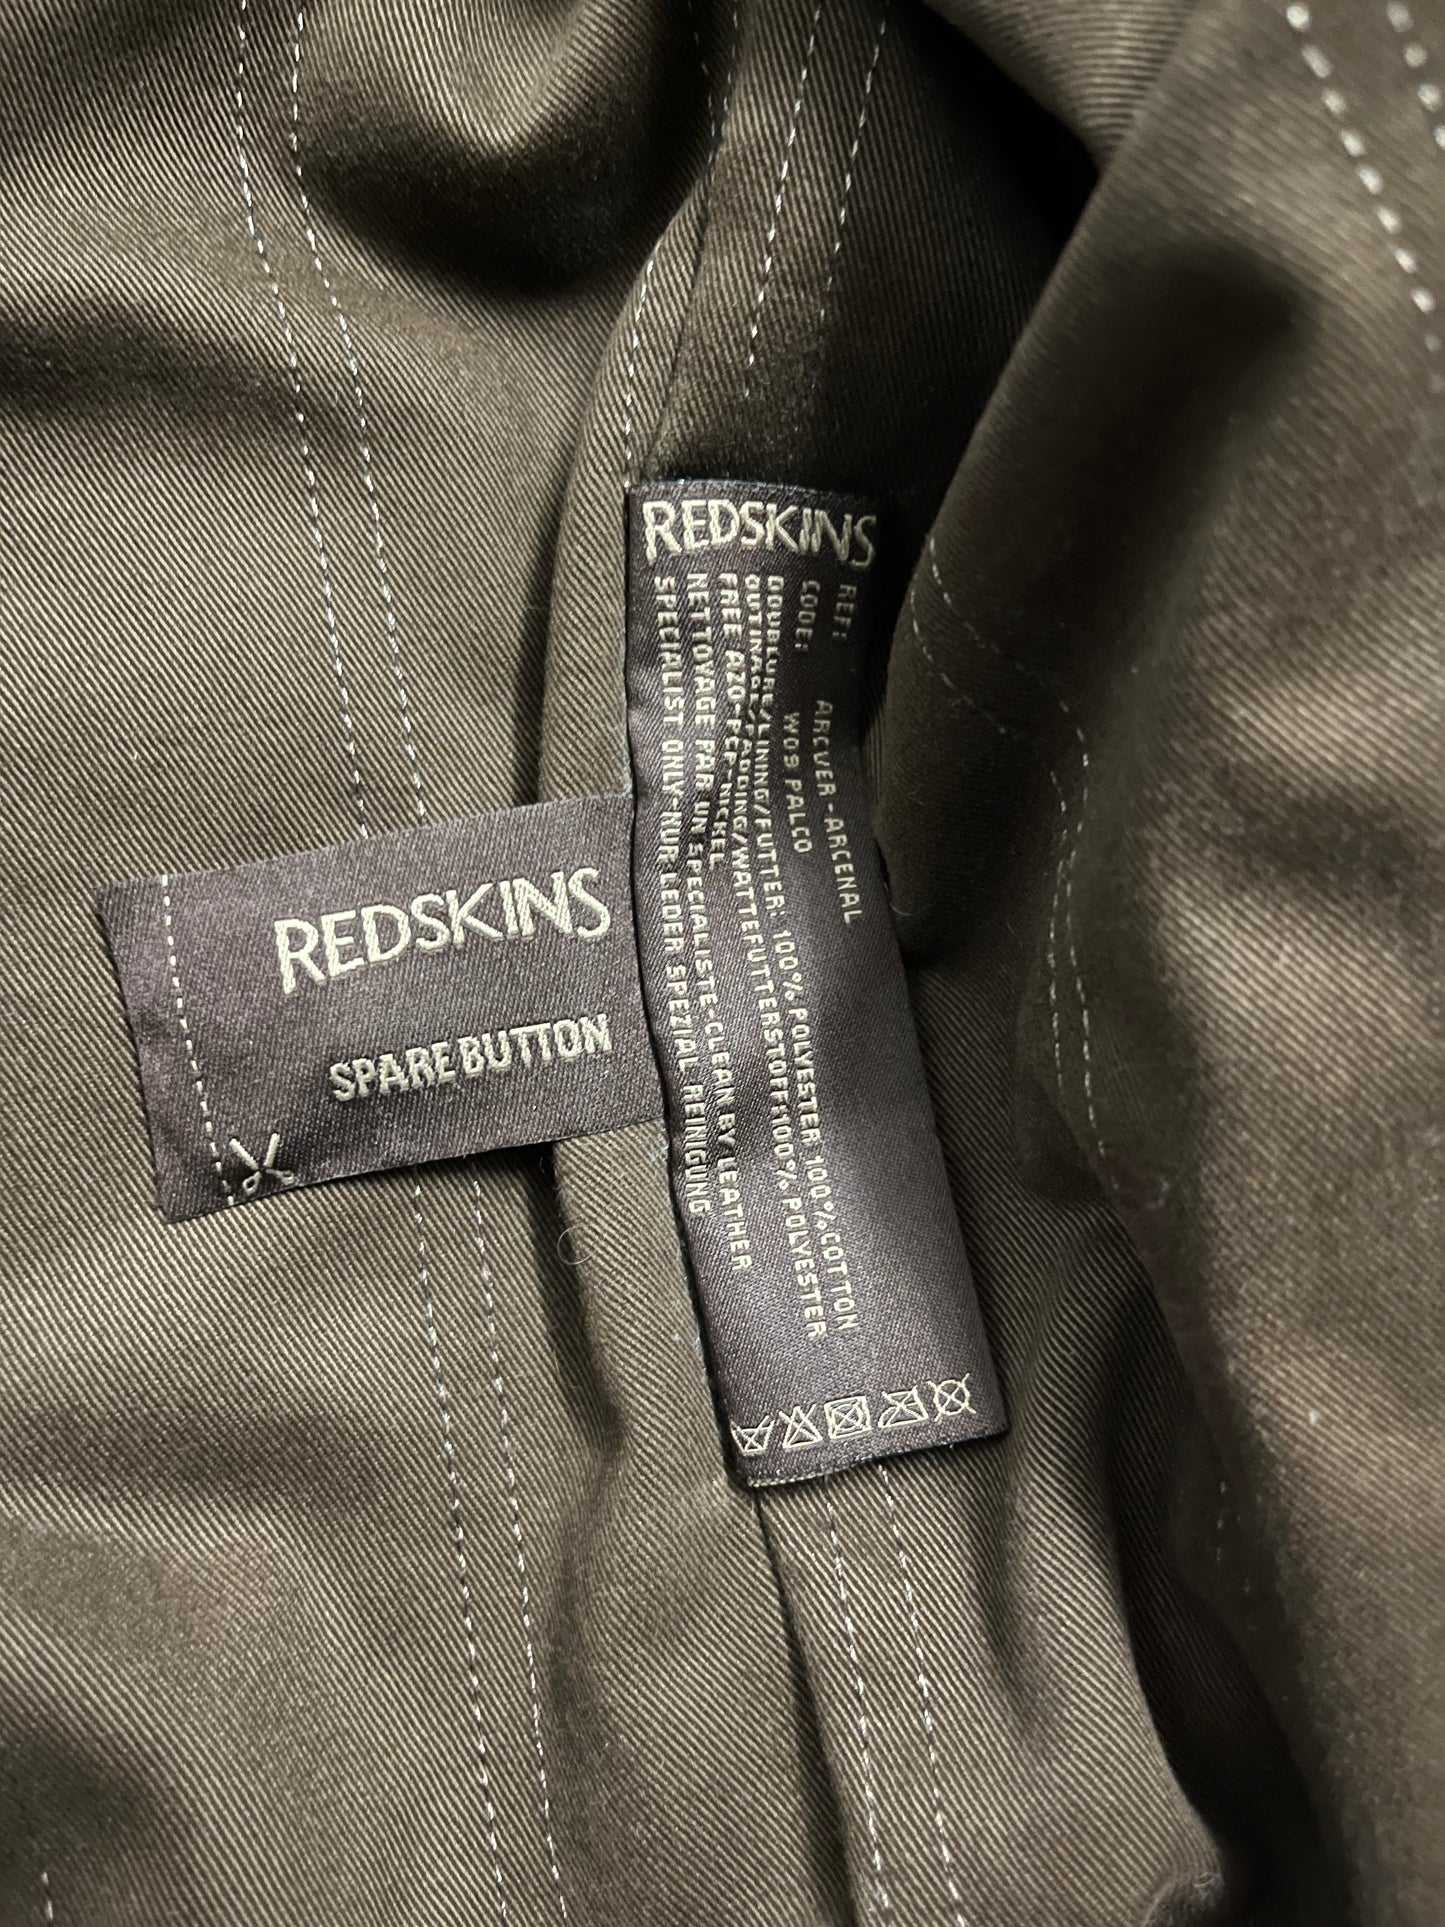 REDSKINS
SPARE BUTTON
REDSKINS
REF: ARCVER-ARCENAL
CODE: W09 PALCO
DOUBLURE/LINING/FUTTER: 100% POLYESTER 100% COTTON
OUTINAGE/PADDING/WATTEFUTTERSTOFF:100% POLYESTER
FREE AZO-PCP-NICKEL
NETTOYAGE PAR UN SPECIALISTE-CLEAN BY LEATHER
SPECIALIST ONLY-NUR LEDER SPEZIAL REINIGUNG